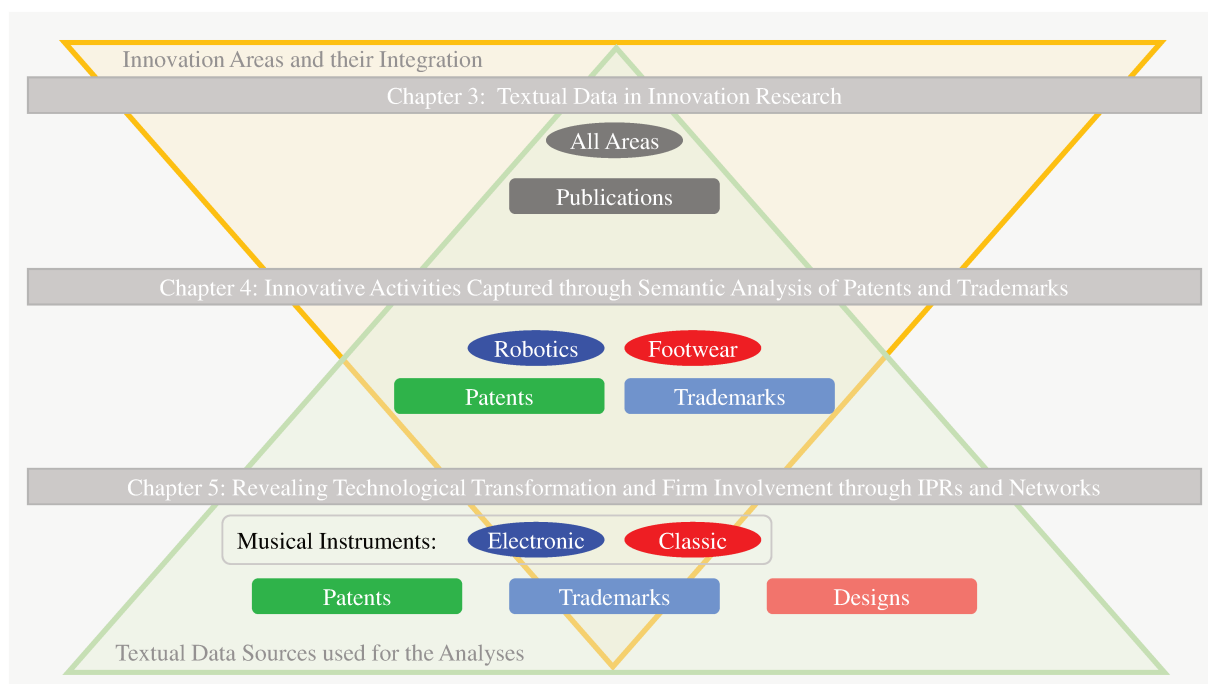 Innovation Areas and their Integration
Chapter 3: Textual Data in Innovation Research
All Areas
Publications
Chapter 4: Innovative Activities Captured through Semantic Analysis of Patents and Trademarks
Robotics Footwear
Patents Trademarks
Chapter 5: Revealing Technological Transformation and Firm Involvement through IPRs and Networks
Musical Instruments: Electronic Classic
Patents Trademarks Designs
Textual Data Sources used for the Analyses